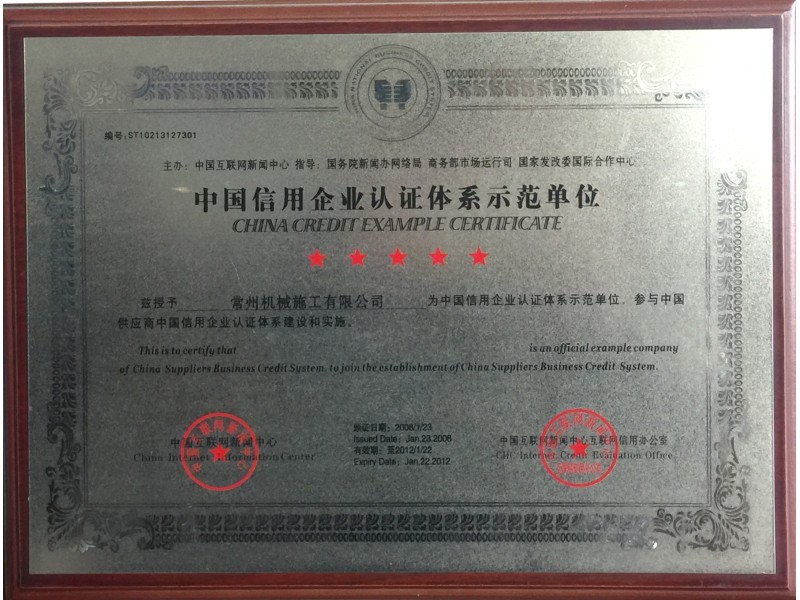 CHINA NATIONAL BUSINESS CREDIT SYSTEM
编号:ST10213127301
主办: 中国互联网新闻中心 指导: 国务院新闻办网络局 商务部市场运行司 国家发改委国际合作中心
中国信用企业认证体系示范单位
CHINA CREDIT EXAMPLE CERTIFICATE
兹授予 常州机械施工有限公司 为中国信用企业认证体系示范单位，参与中国
供应商中国信用企业认证体系建设和实施。
This is to certify that is an official example company
of China Suppliers Business Credit System, to join the establishment of China Suppliers Business Credit System.
中国互联网新闻中心
China Internet Information Center
验证日期: 2008/1/23
Issued Date: Jan.23.2008
有效期: 至2012/1/22
Expiry Date: Jan.22.2012
中国互联网新闻中心互联网信用办公室
CIIC Internet Credit Evaluation Office